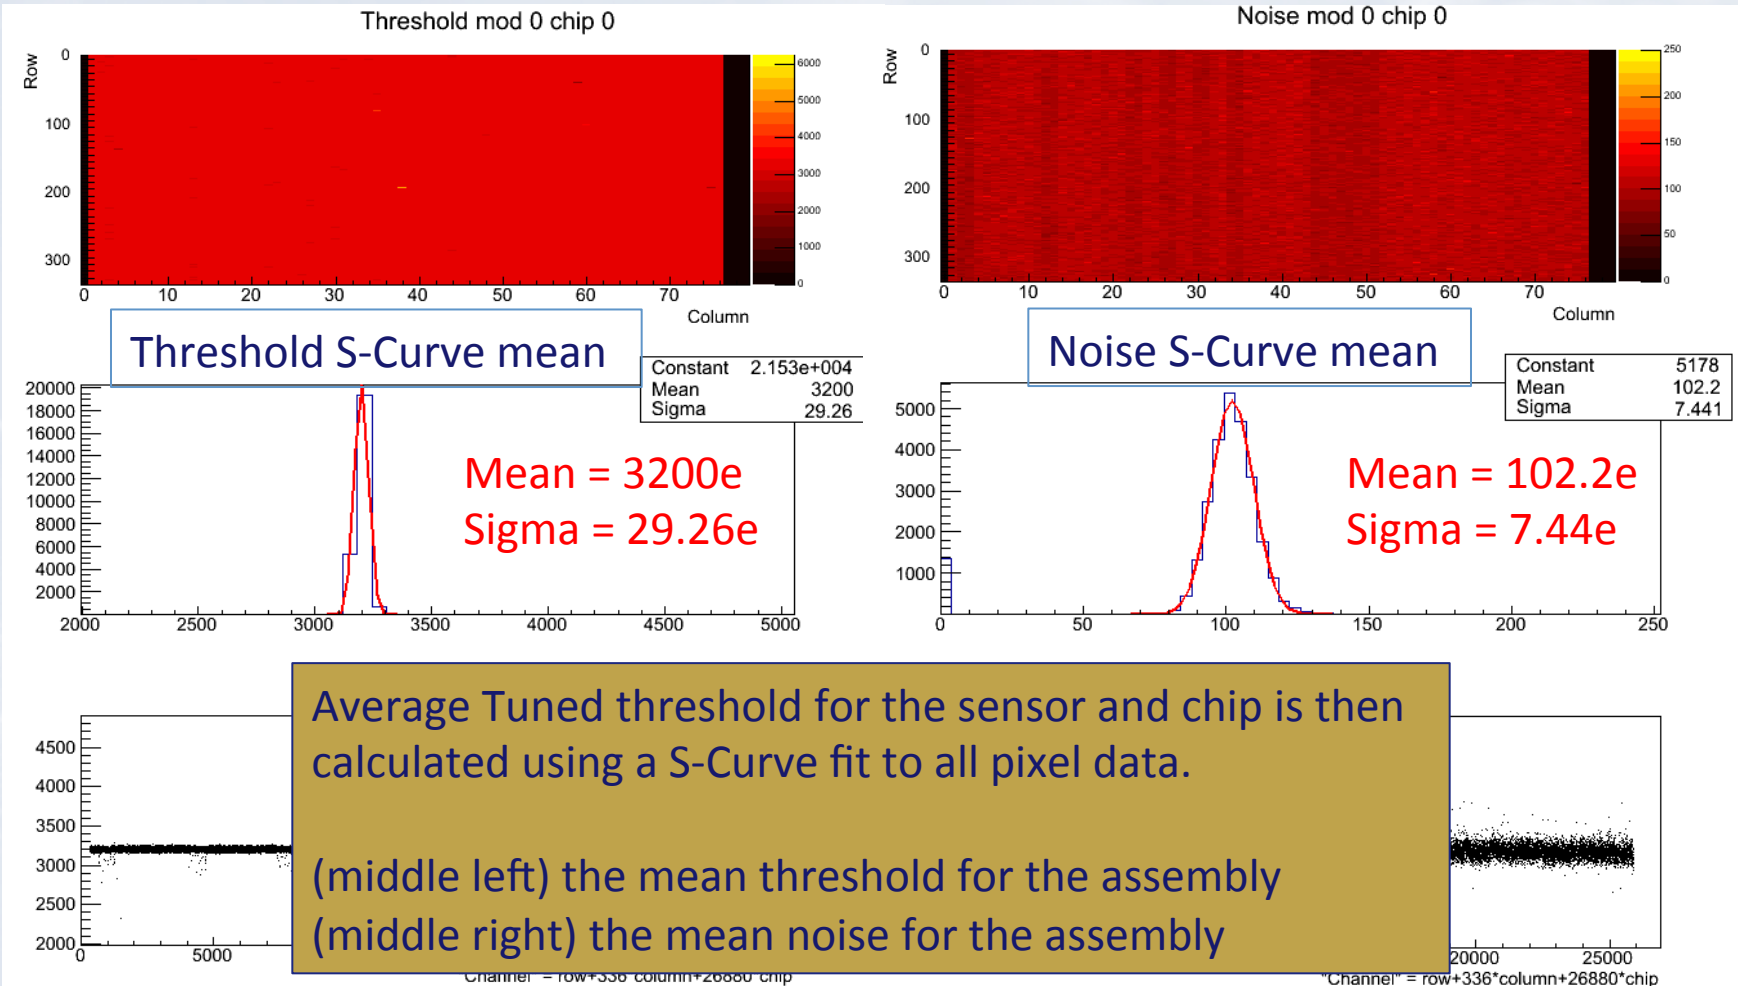 Threshold mod 0 chip 0
Row
0
100
200
300
0 10 20 30 40 50 60 70
Column
6000
5000
4000
3000
2000
1000
0
Noise mod 0 chip 0
Row
0
100
200
300
0 10 20 30 40 50 60 70
Column
250
200
150
100
50
0
Threshold S-Curve mean
Constant 2.153e+004
Mean 3200
Sigma 29.26
20000
18000
16000
14000
12000
10000
8000
6000
4000
2000
2000 2500 3000 3500 4000 4500 5000
Mean = 3200e
Sigma = 29.26e
Noise S-Curve mean
Constant 5178
Mean 102.2
Sigma 7.441
5000
4000
3000
2000
1000
0 50 100 150 200 250
Mean = 102.2e
Sigma = 7.44e
4500
4000
3500
3000
2500
2000
0 5000
"Channel" = row+336*column+26880*chip
Average Tuned threshold for the sensor and chip is then
calculated using a S-Curve fit to all pixel data.
(middle left) the mean threshold for the assembly
(middle right) the mean noise for the assembly
20000 25000
"Channel" = row+336*column+26880*chip